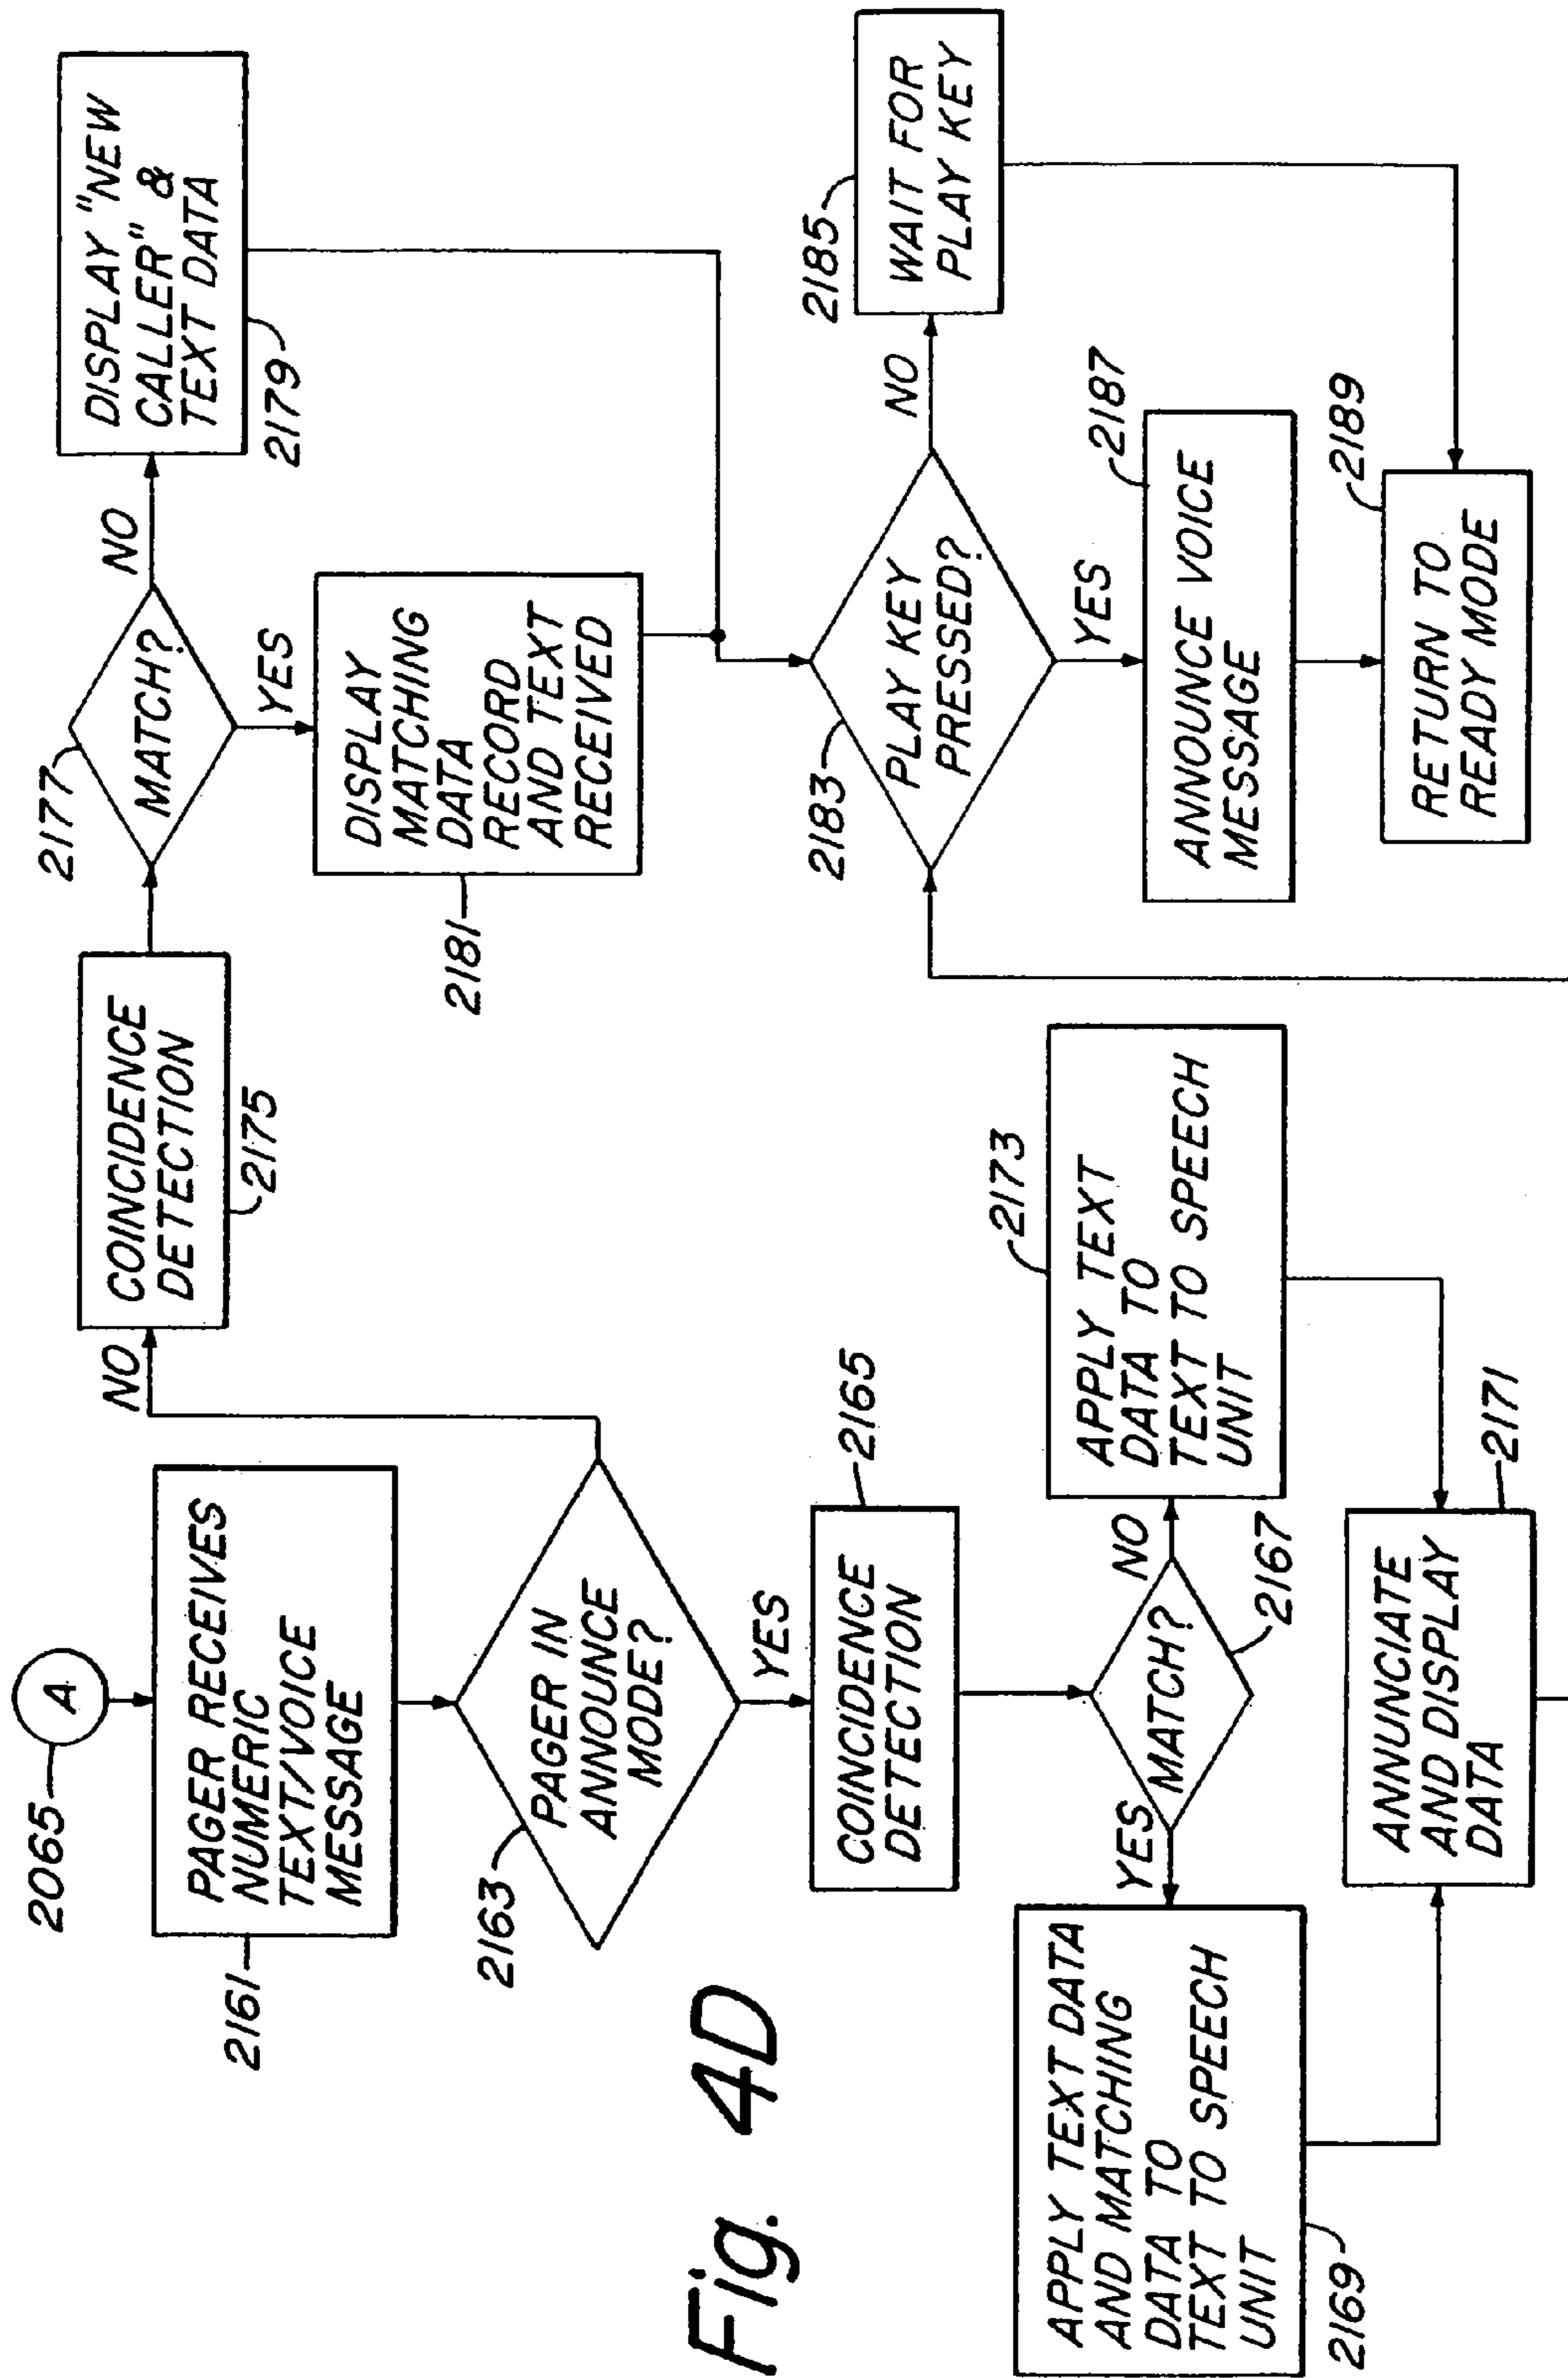 2065
A
PAGER RECEIVES
NUMERIC
TEXT/VOICE
MESSAGE
2161
PAGER IN
ANNOUNCE
MODE?
2163
NO
YES
COINCIDENCE
DETECTION
2165
MATCH?
2167
YES
NO
APPLY TEXT DATA
AND MATCHING
DATA TO
TEXT TO SPEECH
UNIT
2169
APPLY TEXT
DATA TO
TEXT TO SPEECH
UNIT
2173
ANNUNCIATE
AND DISPLAY
DATA
2171
COINCIDENCE
DETECTION
2175
2177
MATCH?
NO
YES
DISPLAY "NEW
CALLER" &
TEXT DATA
2179
DISPLAY
MATCHING
DATA
RECORD
AND TEXT
RECEIVED
2181
2183
PLAY KEY
PRESSED?
NO
YES
2185
WAIT FOR
PLAY KEY
ANNOUNCE VOICE
MESSAGE
2187
RETURN TO
READY MODE
2189
Fig. 4D